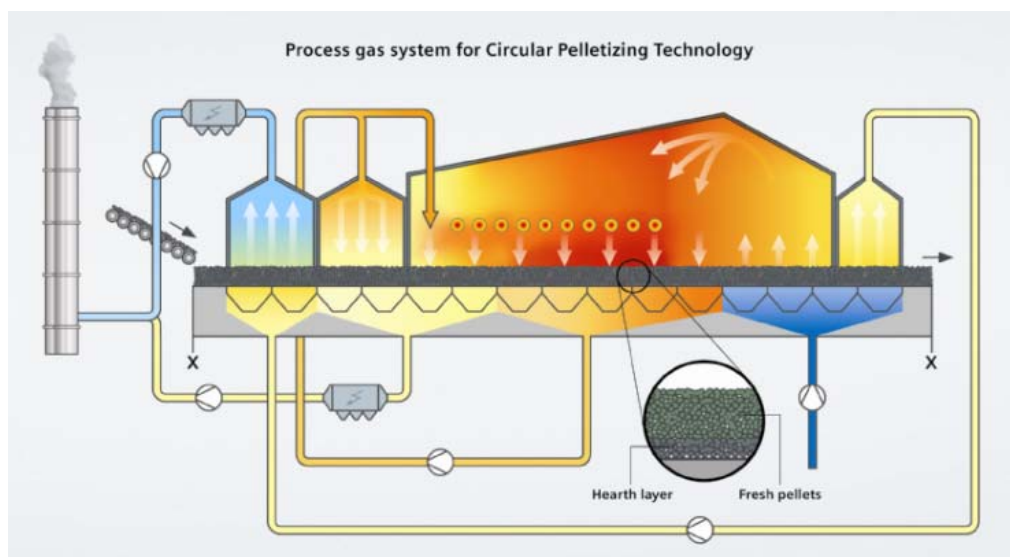 Process gas system for Circular Pelletizing Technology
X
X
Hearth layer
Fresh pellets